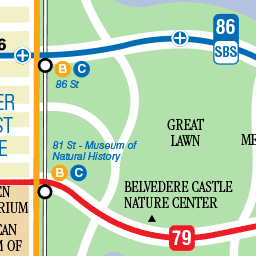 86
SBS
6
B C
86 St
ER
ST
E
81 St - Museum of
Natural History
B C
GREAT
LAWN
ME
EN
RIUM
BELVEDERE CASTLE
NATURE CENTER
EAN
M OF
79